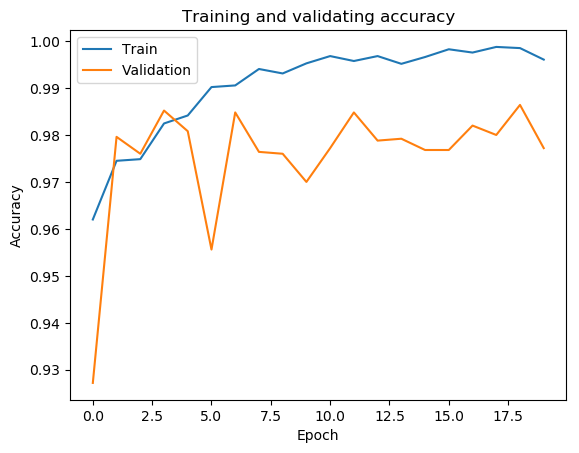 Training and validating accuracy
Train
Validation
1.00
0.99
0.98
0.97
0.96
0.95
0.94
0.93
Accuracy
0.0 2.5 5.0 7.5 10.0 12.5 15.0 17.5
Epoch